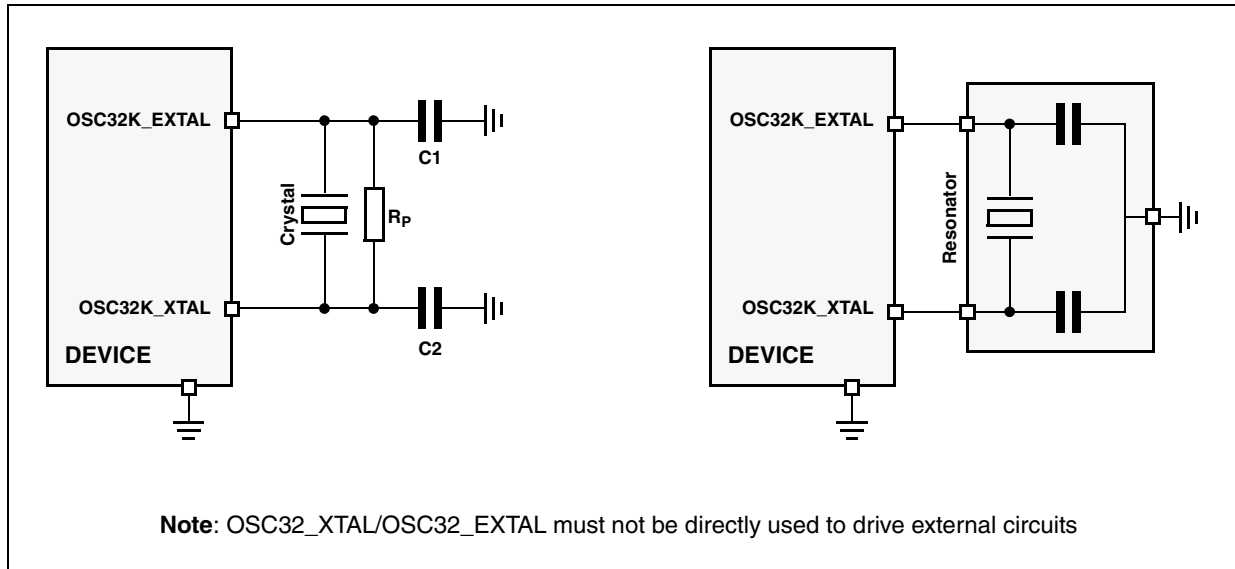 OSC32K_EXTAL
C1
Crystal
RP
OSC32K_XTAL
C2
DEVICE
OSC32K_EXTAL
Resonator
OSC32K_XTAL
DEVICE
Note: OSC32_XTAL/OSC32_EXTAL must not be directly used to drive external circuits